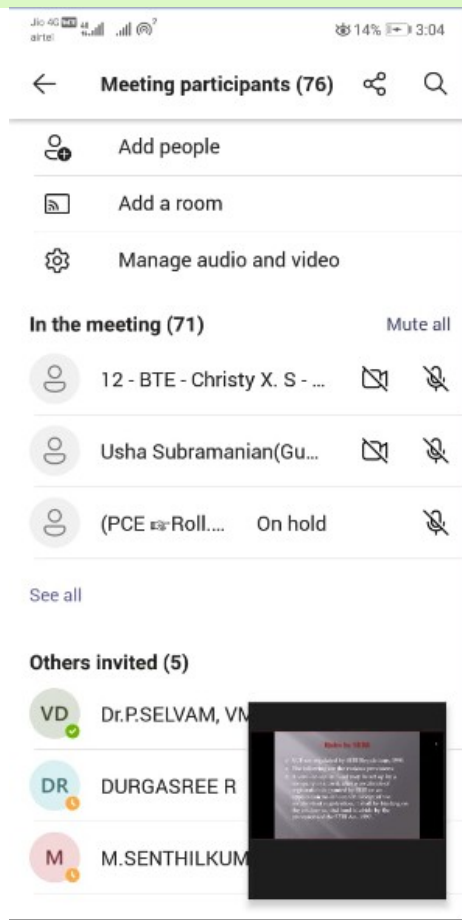 Jio 4G
airtel
14% 3:04
Meeting participants (76)
Add people
Add a room
Manage audio and video
In the meeting (71) Mute all
12 - BTE - Christy X. S - ...
Usha Subramanian(Gu...
(PCE ☞Roll.... On hold
See all
Others invited (5)
VD Dr.P.SELVAM, VM
DR DURGASREE R
M M.SENTHILKUM